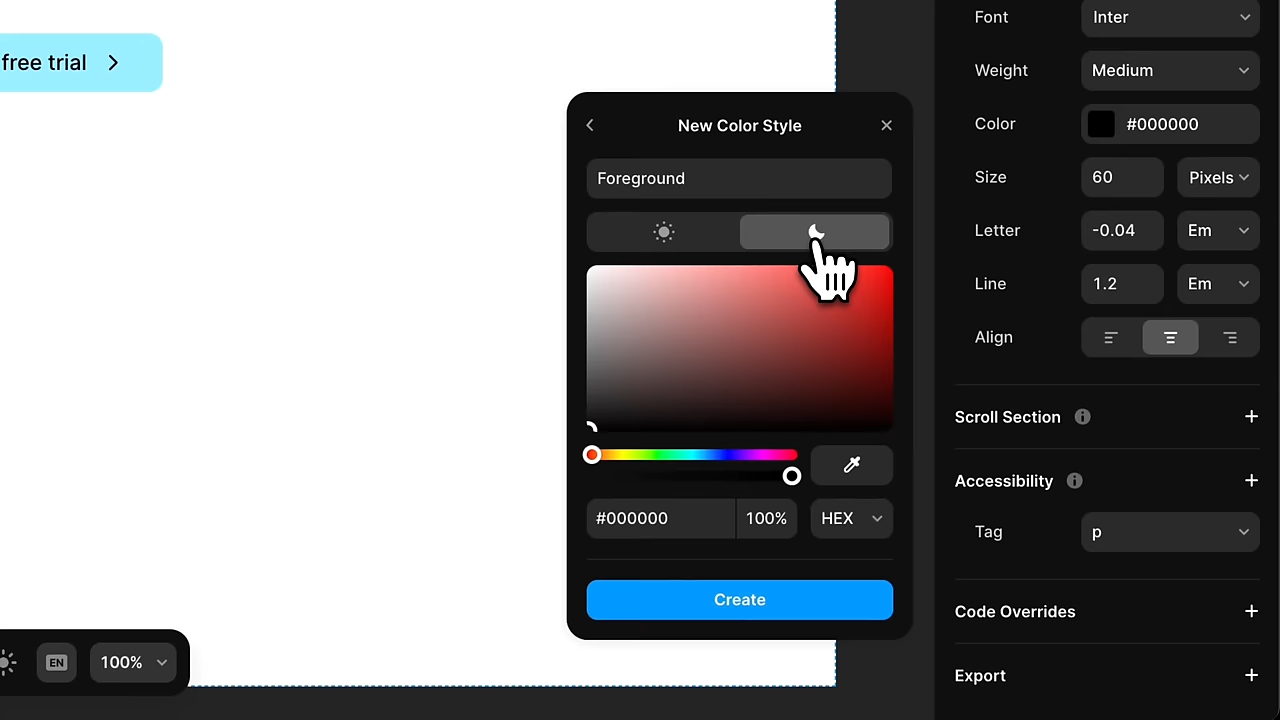 free trial
New Color Style
Foreground
#000000
100%
HEX
Create
EN
100%
Font
Inter
Weight
Medium
Color
#000000
Size
60
Pixels
Letter
-0.04
Em
Line
1.2
Em
Align
Scroll Section
Accessibility
Tag
p
Code Overrides
Export